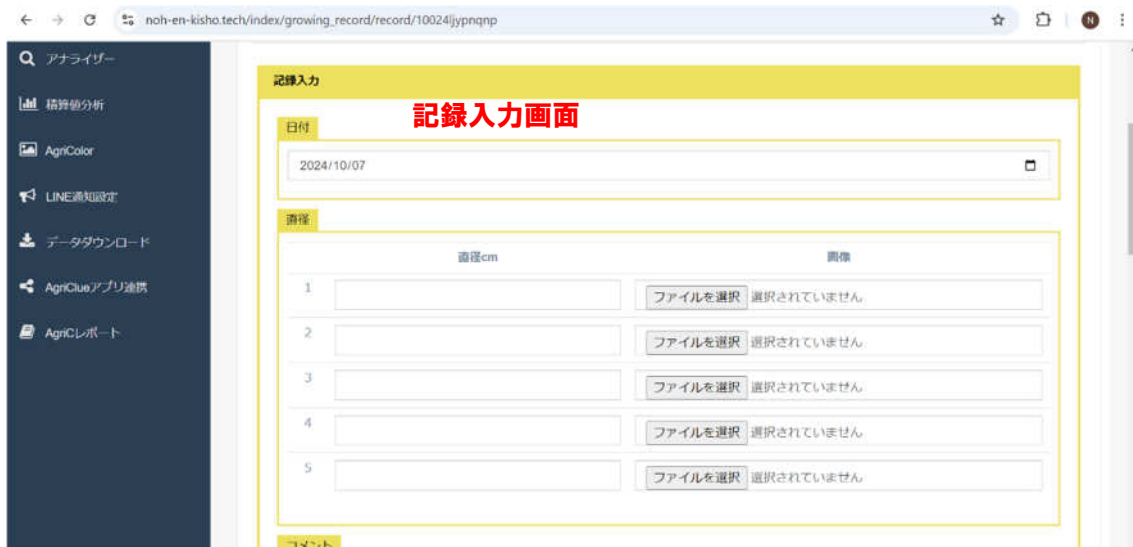 noh-en-kisho.tech/index/growing_record/record/10024ljypnqnp
N
アナライザー
積算値分析
AgriColor
LINE通知設定
データダウンロード
AgriClueアプリ連携
AgriCレポート
記録入力
記録入力画面
日付
2024/10/07
直径
直径cm 画像
1 ファイルを選択 選択されていません
2 ファイルを選択 選択されていません
3 ファイルを選択 選択されていません
4 ファイルを選択 選択されていません
5 ファイルを選択 選択されていません
コメント